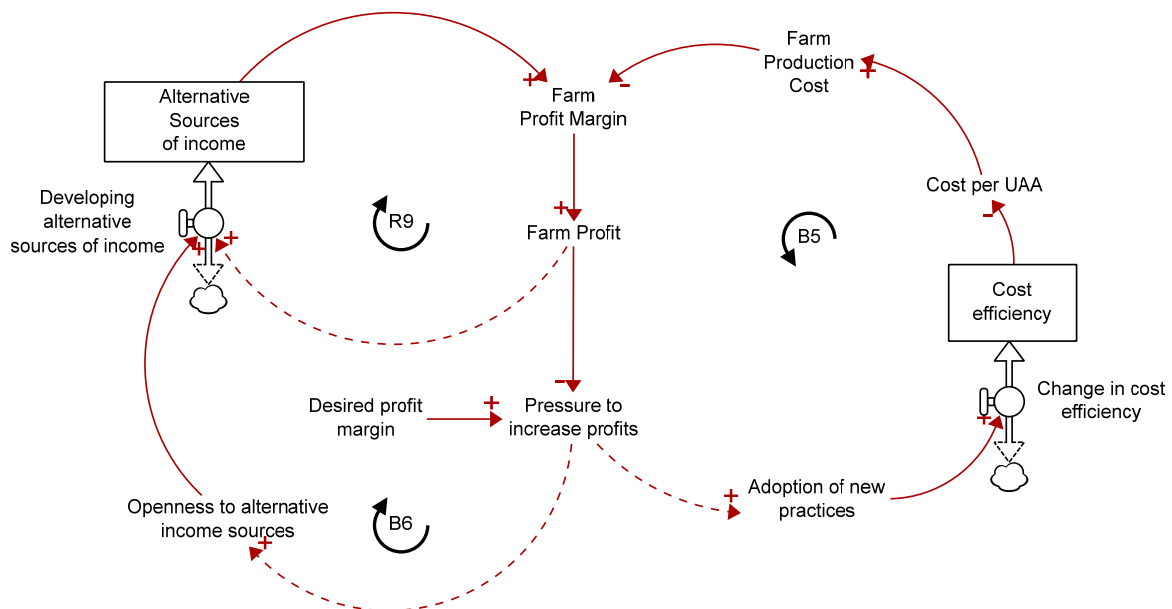 Alternative
Sources
of income
Farm
Production
Cost
+
-
+
Farm
Profit Margin
Developing
alternative
sources of income
+
+
R9
+
Farm Profit
B5
Cost per UAA
-
Cost
efficiency
Desired profit
margin
+
-
Pressure to
increase profits
Change in cost
efficiency
+
Openness to alternative
income sources
+
B6
+
Adoption of new
practices